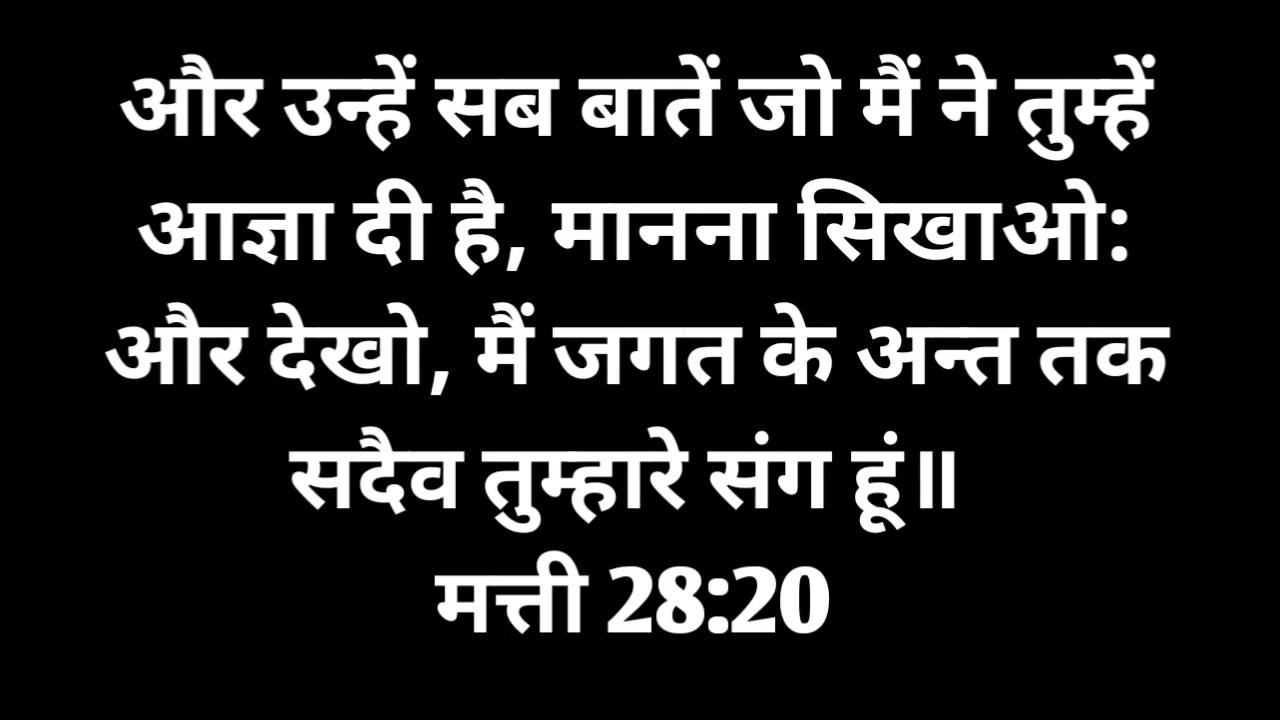 और उन्हें सब बातें जो मैं ने तुम्हें
आज्ञा दी है, मानना सिखाओ:
और देखो, मैं जगत के अन्त तक
सदैव तुम्हारे संग हूं॥
मत्ती 28:20